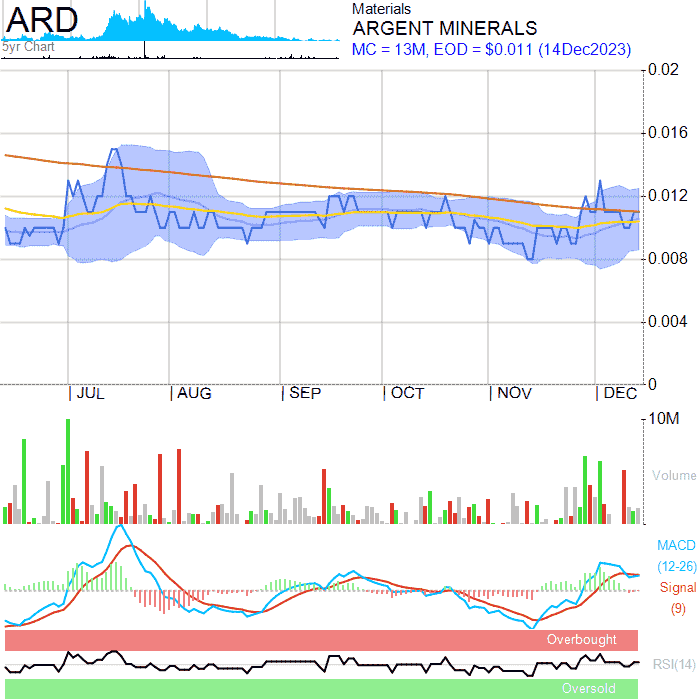 ARD
5yr Chart
Materials
ARGENT MINERALS
MC = 13M, EOD = $0.011 (14Dec2023)
0.02
0.016
0.012
0.008
0.004
0
JUL AUG SEP OCT NOV DEC
10M
Volume
MACD
(12-26)
Signal
(9)
Overbought
RSI(14)
Oversold